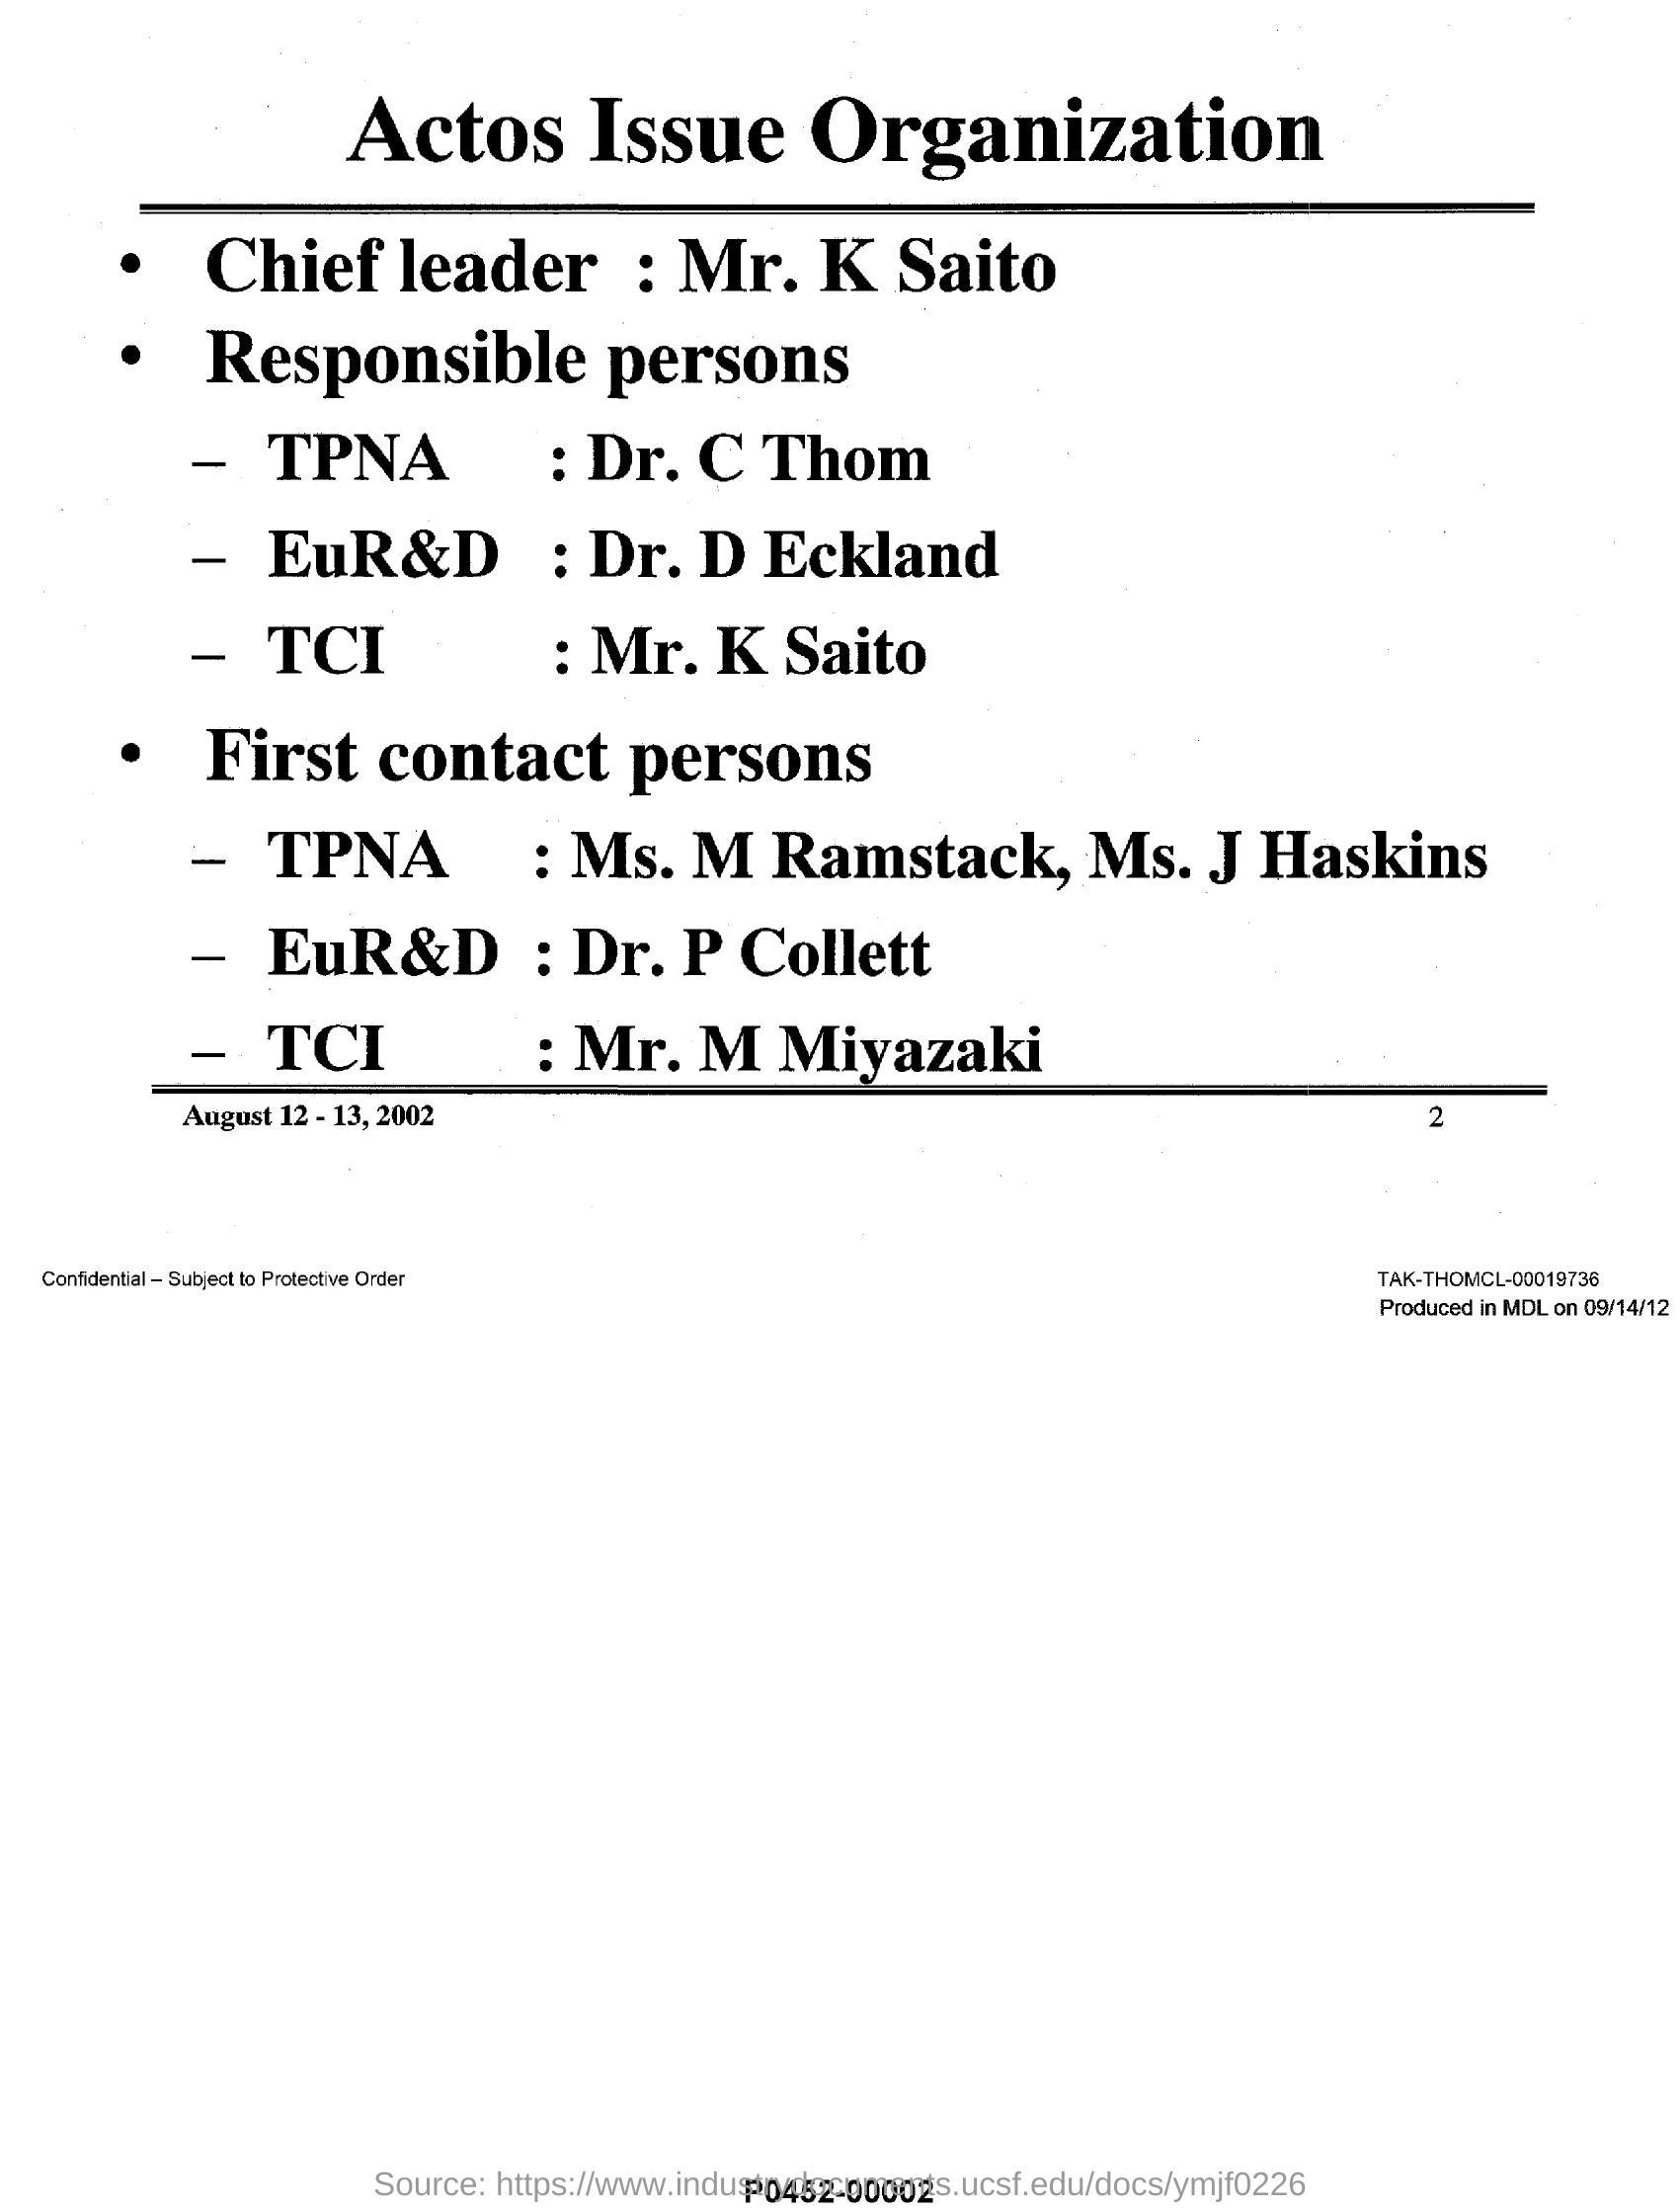 Actos Issue Organization
• Chief leader : Mr. K Saito
• Responsible persons
– TPNA : Dr. C Thom
– EuR&D : Dr. D Eckland
– TCI : Mr. K Saito
• First contact persons
– TPNA : Ms. M Ramstack, Ms. J Haskins
– EuR&D : Dr. P Collett
– TCI : Mr. M Miyazaki
August 12 - 13, 2002 2
Confidential – Subject to Protective Order TAK-THOMCL-00019736
Produced in MDL on 09/14/12
Source: https://www.industrydocuments.ucsf.edu/docs/ymjf0226
P0452-00002